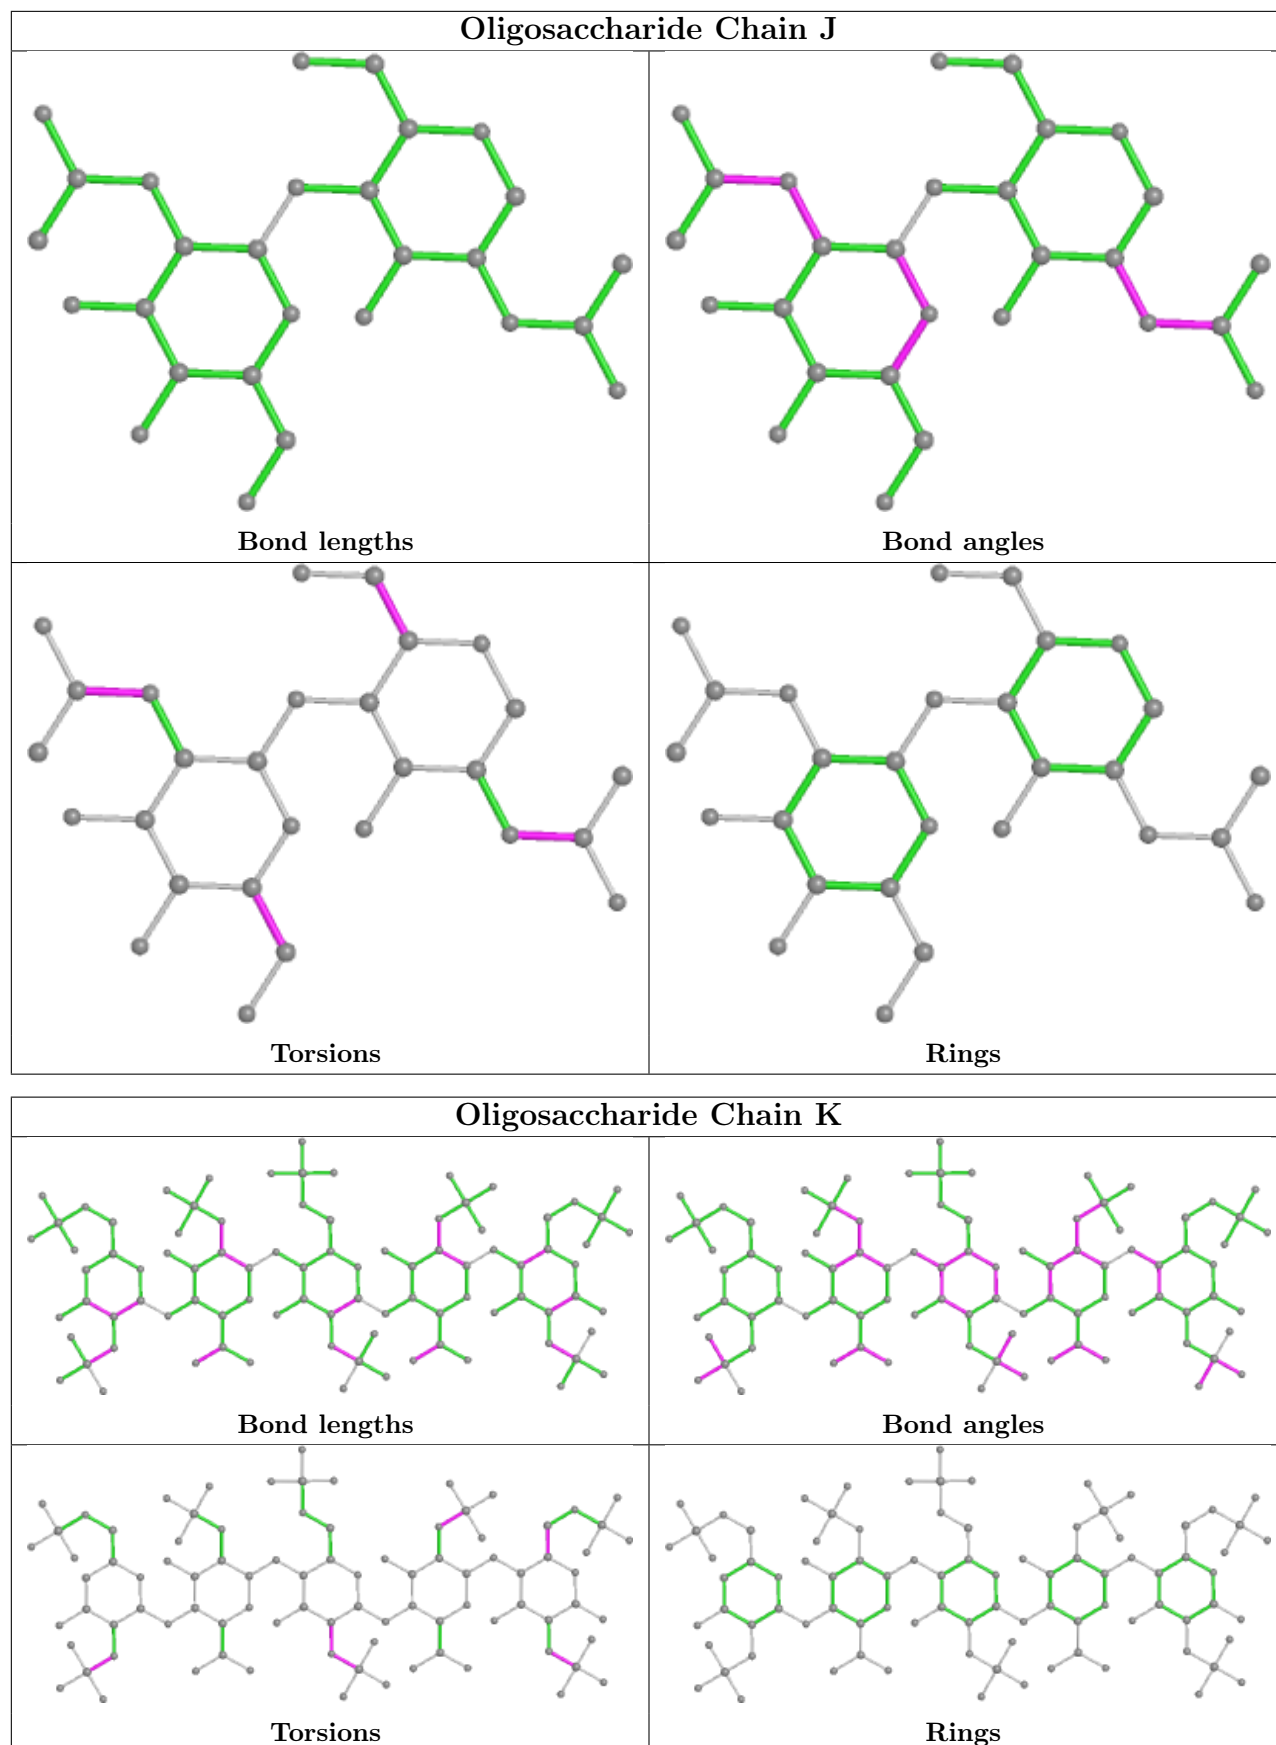 Oligosaccharide Chain J
Bond lengths
Bond angles
Torsions
Rings
Oligosaccharide Chain K
Bond lengths
Bond angles
Torsions
Rings